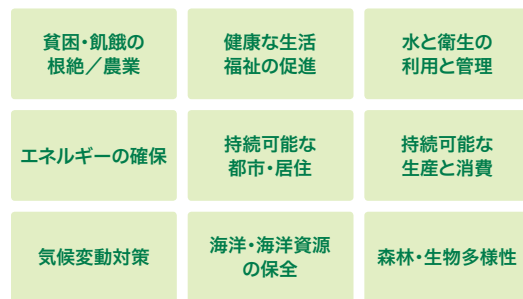 貧困・飢餓の
根絶／農業
健康な生活
福祉の促進
水と衛生の
利用と管理
エネルギーの確保
持続可能な
都市・居住
持続可能な
生産と消費
気候変動対策
海洋・海洋資源
の保全
森林・生物多様性